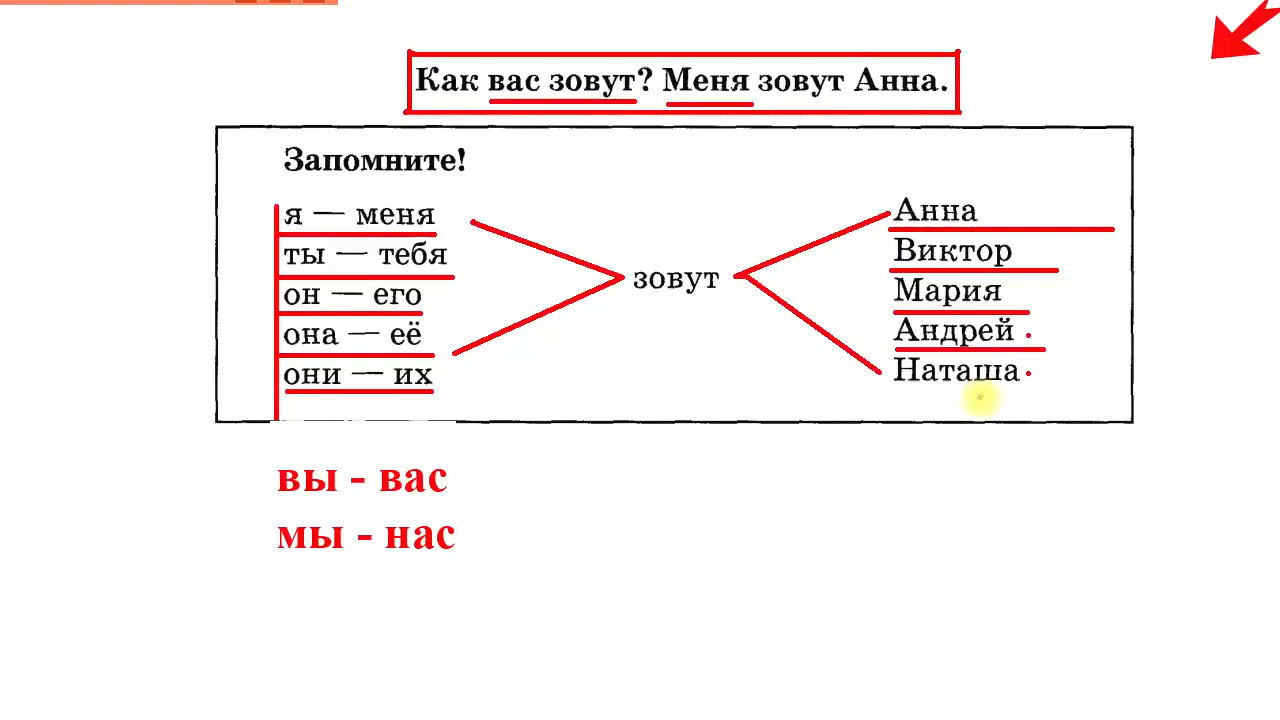 Как вас зовут? Меня зовут Анна.
Запомните!
я — меня
ты — тебя
он — его
она — её
они — их
зовут
Анна
Виктор
Мария
Андрей
Наташа
вы - вас
мы - нас